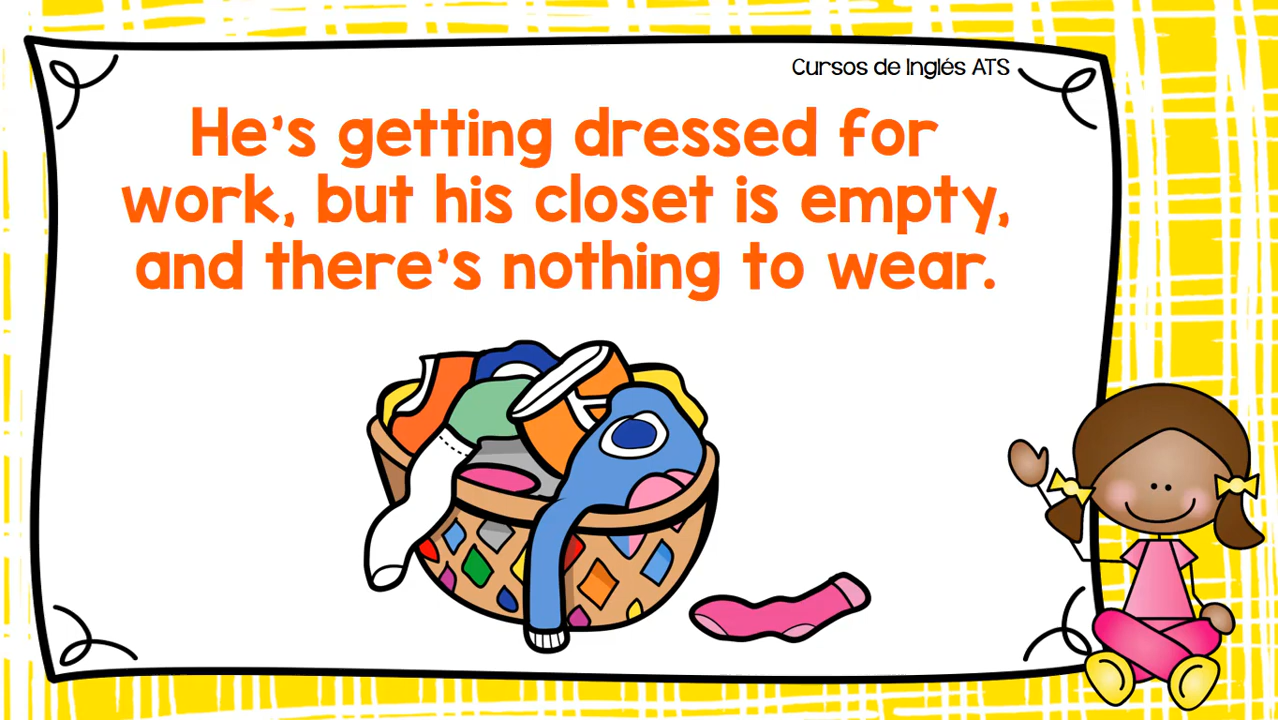 Cursos de Inglés ATS
He's getting dressed for
work, but his closet is empty,
and there's nothing to wear.